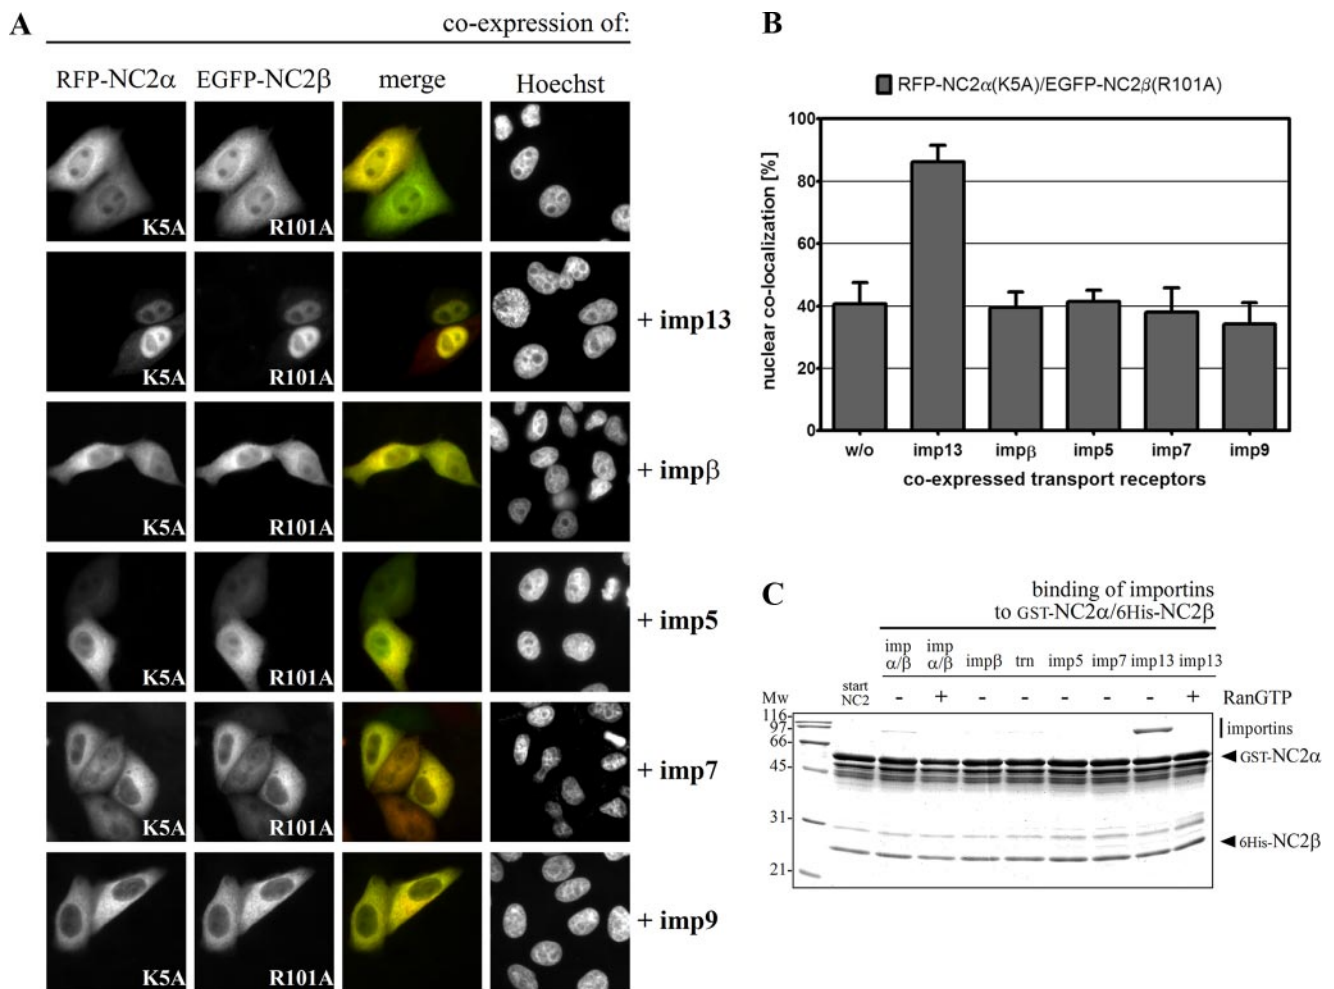 A
co-expression of:
RFP-NC2α EGFP-NC2β merge Hoechst
K5A R101A
+ imp13
K5A R101A
+ impβ
K5A R101A
+ imp5
K5A R101A
+ imp7
K5A R101A
+ imp9
K5A R101A
B
RFP-NC2α(K5A)/EGFP-NC2β(R101A)
nuclear co-localization [%]
100
80
60
40
20
0
w/o imp13 impβ imp5 imp7 imp9
co-expressed transport receptors
C
binding of importins
to GST-NC2α/6His-NC2β
imp imp
α/β α/β impβ trn imp5 imp7 imp13 imp13
start
NC2
Mw - + - - - - - + RanGTP
116-
97-
66-
45-
31-
21-
importins
GST-NC2α
6His-NC2β